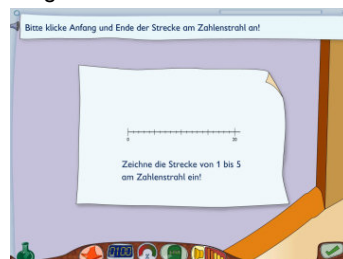 Bitte klicke Anfang und Ende der Strecke am Zahlenstrahl an!
0
Zeichne die Strecke von 1 bis 5
am Zahlenstrahl ein!